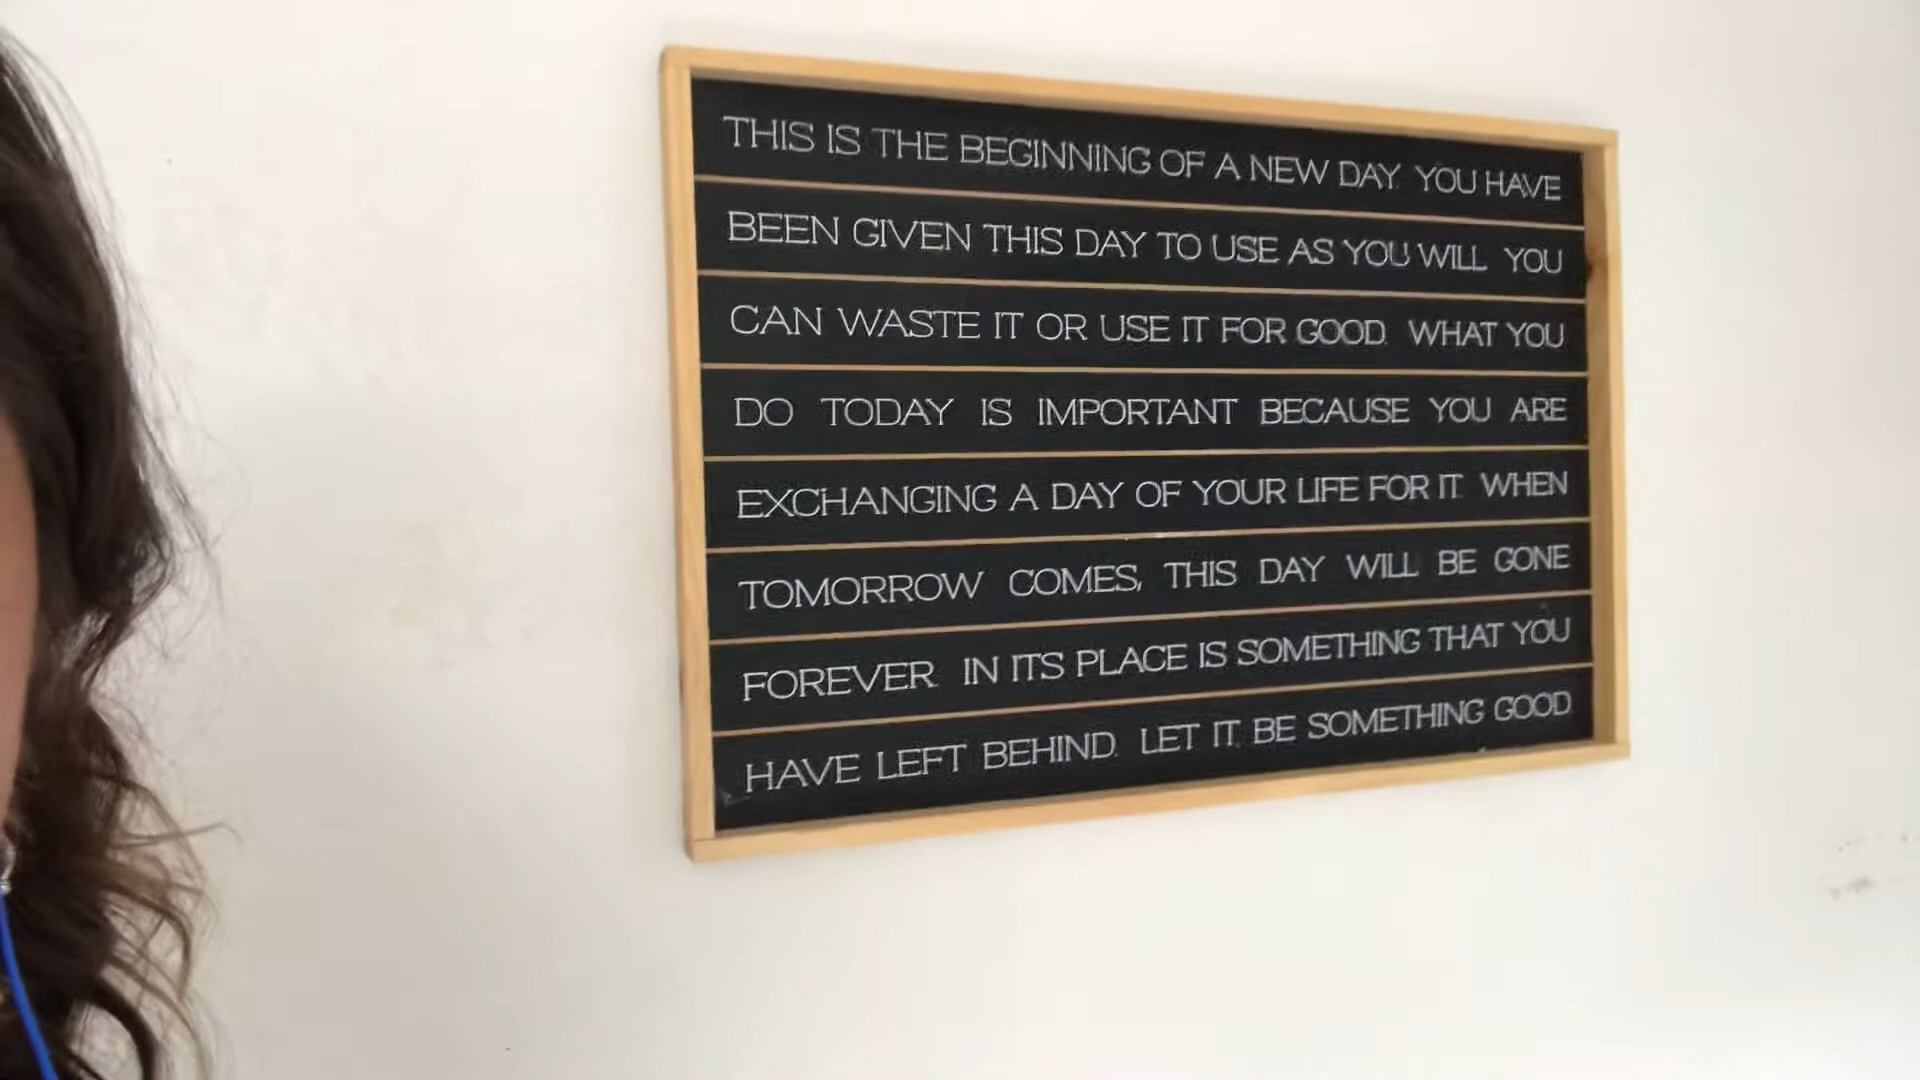 THIS IS THE BEGINNING OF A NEW DAY. YOU HAVE
BEEN GIVEN THIS DAY TO USE AS YOU WILL. YOU
CAN WASTE IT OR USE IT FOR GOOD. WHAT YOU
DO TODAY IS IMPORTANT BECAUSE YOU ARE
EXCHANGING A DAY OF YOUR LIFE FOR IT. WHEN
TOMORROW COMES, THIS DAY WILL BE GONE
FOREVER. IN ITS PLACE IS SOMETHING THAT YOU
HAVE LEFT BEHIND. LET IT BE SOMETHING GOOD